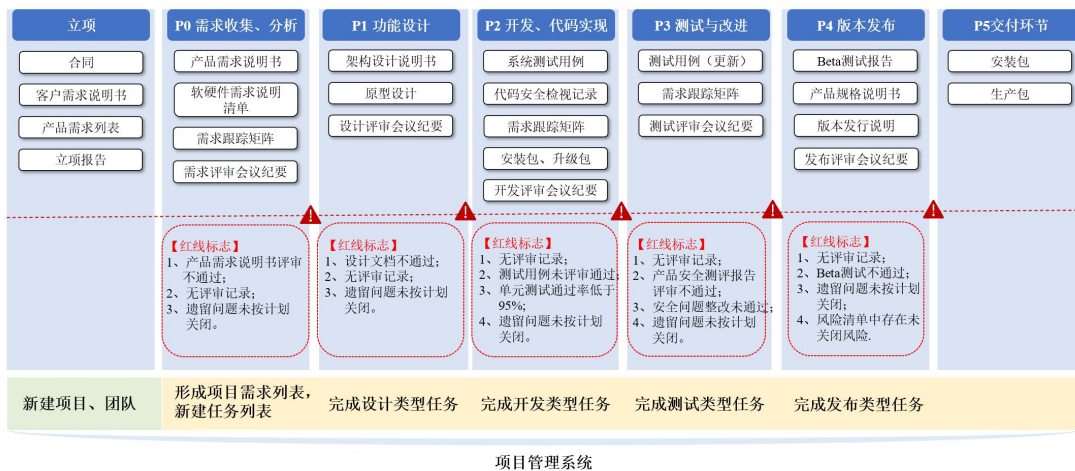 立项
合同
客户需求说明书
产品需求列表
立项报告
P0 需求收集、分析
产品需求说明书
软硬件需求说明
清单
需求跟踪矩阵
需求评审会议纪要
P1 功能设计
架构设计说明书
原型设计
设计评审会议纪要
P2 开发、代码实现
系统测试用例
代码安全检视记录
需求跟踪矩阵
安装包、升级包
开发评审会议纪要
P3 测试与改进
测试用例（更新）
需求跟踪矩阵
测试评审会议纪要
P4 版本发布
Beta测试报告
产品规格说明书
版本发行说明
发布评审会议纪要
P5交付环节
安装包
生产包
【红线标志】
1、产品需求说明书评审
不通过;
2、无评审记录;
3、遗留问题未按计划
关闭。
【红线标志】
1、设计文档不通过;
2、无评审记录;
3、遗留问题未按计划
关闭。
【红线标志】
1、无评审记录;
2、测试用例未评审通过;
3、单元测试通过率低于
95%;
4、遗留问题未按计划
关闭。
【红线标志】
1、无评审记录;
2、产品安全测评报告
评审不通过;
3、安全问题整改未通过;
4、遗留问题未按计划
关闭。
【红线标志】
1、无评审记录;
2、Beta测试不通过;
3、遗留问题未按计划
关闭;
4、风险清单中存在未
关闭风险.
新建项目、团队
形成项目需求列表，
新建任务列表
完成设计类型任务
完成开发类型任务
完成测试类型任务
完成发布类型任务
项目管理系统